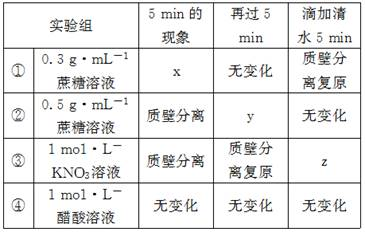 实验组 5 min的现象 再过5 min 滴加清水5 min
① 0.3 g·mL－1 蔗糖溶液 x 无变化 质壁分离复原
② 0.5 g·mL－1 蔗糖溶液 质壁分离 y 无变化
③ 1 mol·L－ KNO3溶液 质壁分离 质壁分离复原 z
④ 1 mol·L－ 醋酸溶液 无变化 无变化 无变化